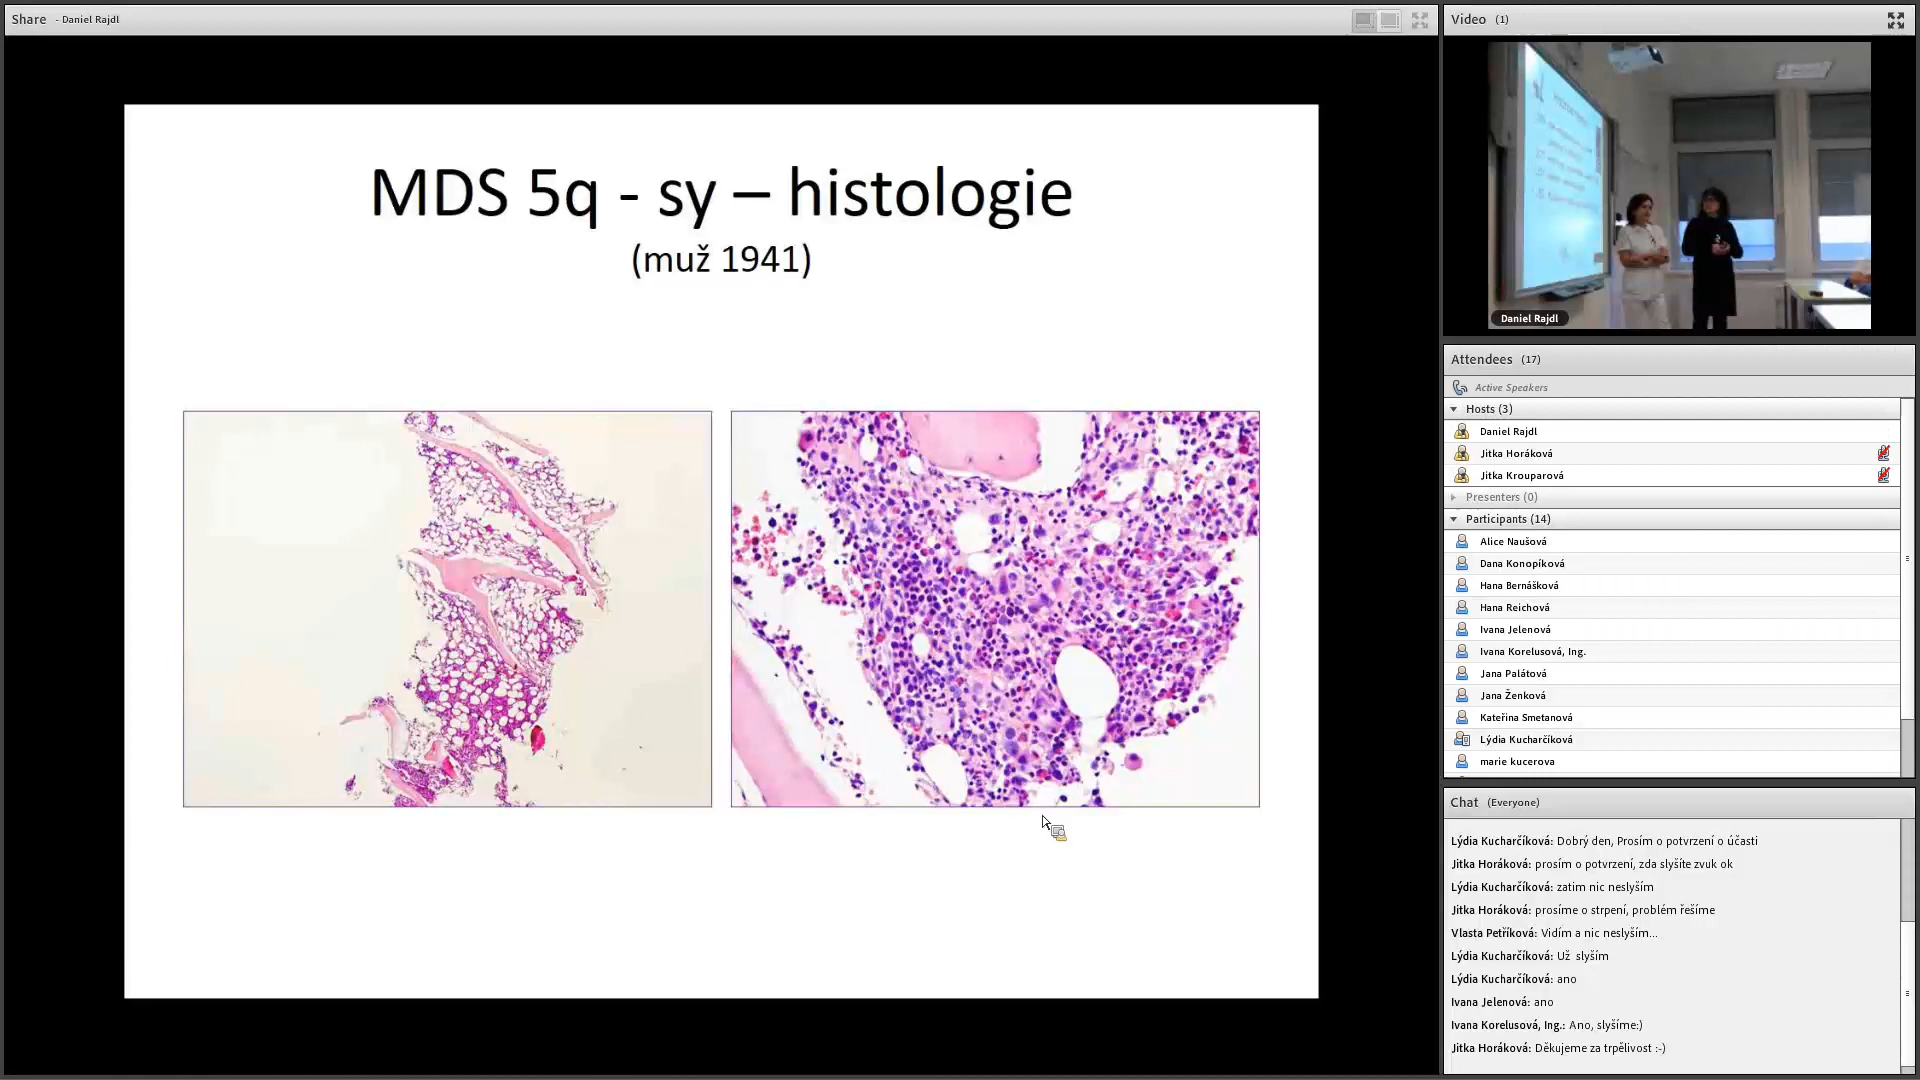 Share - Daniel Rajdl
MDS 5q - sy – histologie
(muž 1941)
Video (1)
Daniel Rajdl
Attendees (17)
Active Speakers
Hosts (3)
Daniel Rajdl
Jitka Horáková
Jitka Krouparová
Presenters (0)
Participants (14)
Alice Naušová
Dana Konopíková
Hana Bernášková
Hana Reichová
Ivana Jelenová
Ivana Korelusová, Ing.
Jana Palátová
Jana Ženková
Kateřina Smetanová
Lýdia Kucharčíková
marie kucerova
Chat (Everyone)
Lýdia Kucharčíková: Dobrý den, Prosím o potvrzení o účasti
Jitka Horáková: prosím o potvrzení, zda slyšíte zvuk ok
Lýdia Kucharčíková: zatim nic neslyším
Jitka Horáková: prosíme o strpení, problém řešíme
Vlasta Petříková: Vidím a nic neslyším...
Lýdia Kucharčíková: Už slyším
Lýdia Kucharčíková: ano
Ivana Jelenová: ano
Ivana Korelusová, Ing.: Ano, slyšíme:)
Jitka Horáková: Děkujeme za trpělivost :-)